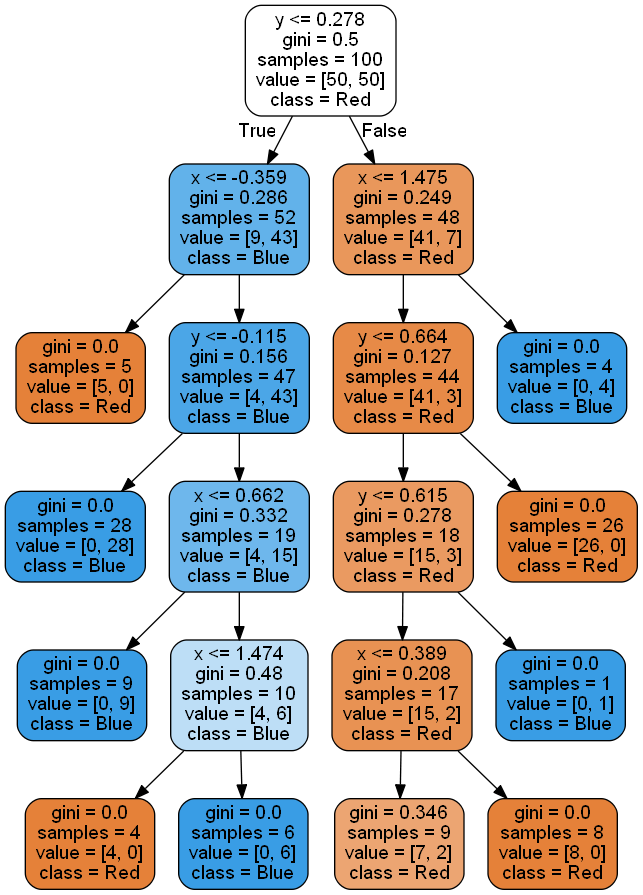 y <= 0.278
gini = 0.5
samples = 100
value = [50, 50]
class = Red
True
False
x <= -0.359
gini = 0.286
samples = 52
value = [9, 43]
class = Blue
x <= 1.475
gini = 0.249
samples = 48
value = [41, 7]
class = Red
gini = 0.0
samples = 5
value = [5, 0]
class = Red
y <= -0.115
gini = 0.156
samples = 47
value = [4, 43]
class = Blue
y <= 0.664
gini = 0.127
samples = 44
value = [41, 3]
class = Red
gini = 0.0
samples = 4
value = [0, 4]
class = Blue
gini = 0.0
samples = 28
value = [0, 28]
class = Blue
x <= 0.662
gini = 0.332
samples = 19
value = [4, 15]
class = Blue
y <= 0.615
gini = 0.278
samples = 18
value = [15, 3]
class = Red
gini = 0.0
samples = 26
value = [26, 0]
class = Red
gini = 0.0
samples = 9
value = [0, 9]
class = Blue
x <= 1.474
gini = 0.48
samples = 10
value = [4, 6]
class = Blue
x <= 0.389
gini = 0.208
samples = 17
value = [15, 2]
class = Red
gini = 0.0
samples = 1
value = [0, 1]
class = Blue
gini = 0.0
samples = 4
value = [4, 0]
class = Red
gini = 0.0
samples = 6
value = [0, 6]
class = Blue
gini = 0.346
samples = 9
value = [7, 2]
class = Red
gini = 0.0
samples = 8
value = [8, 0]
class = Red